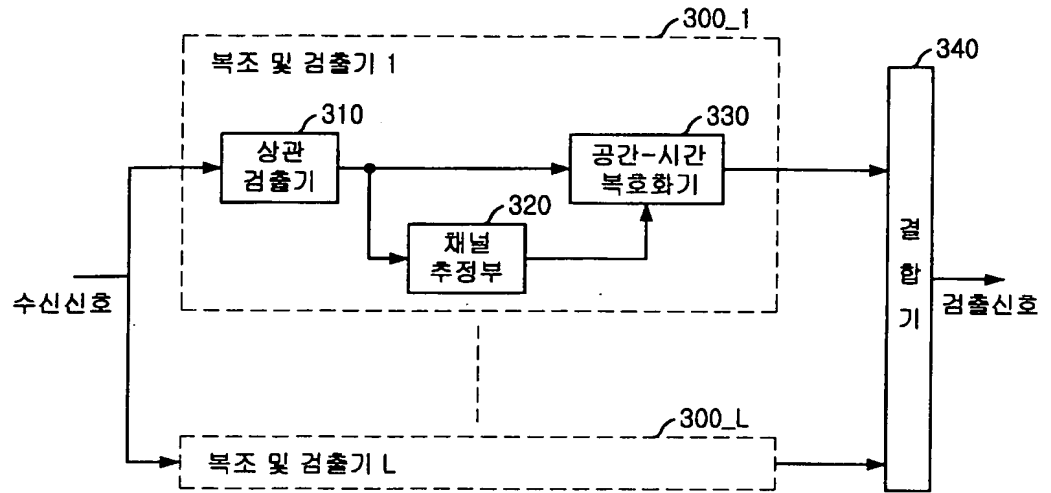 300_1
340
복조 및 검출기 1
310
330
상관
검출기
공간-시간
복호화기
320
채널
추정부
결
합
기
수신신호
검출신호
300_L
복조 및 검출기 L